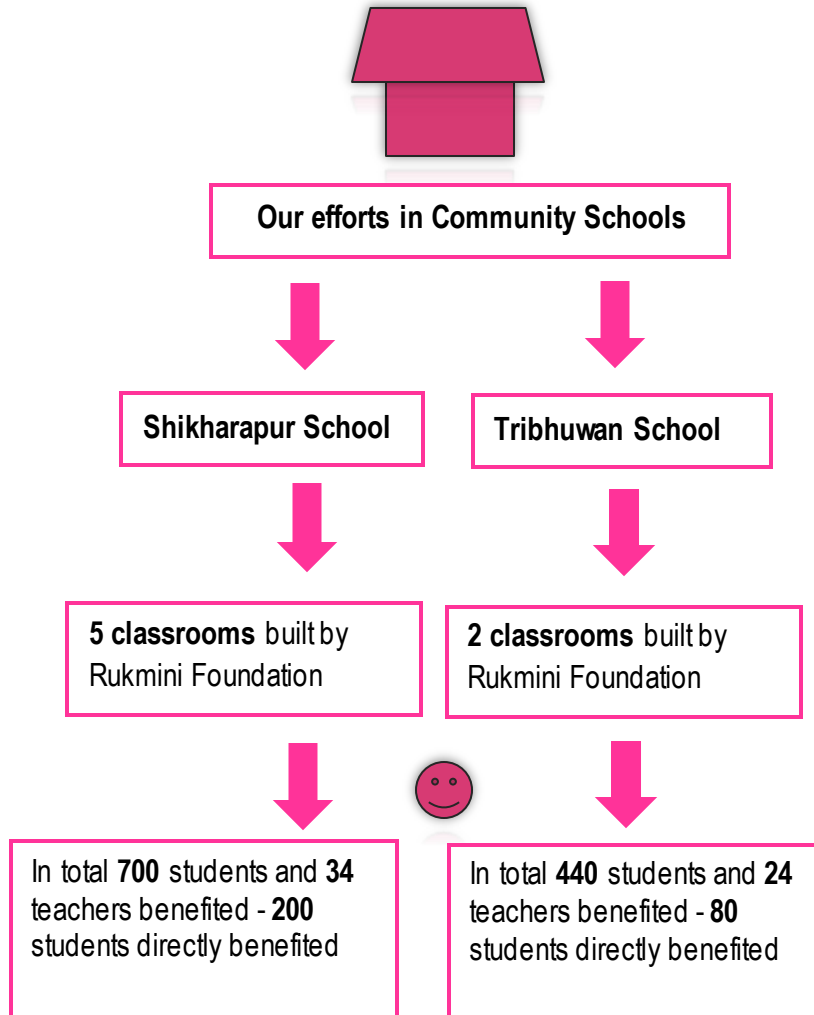 Our efforts in Community Schools
Shikharapur School
Tribhuwan School
5 classrooms built by
Rukmini Foundation
2 classrooms built by
Rukmini Foundation
In total 700 students and 34
teachers benefited - 200
students directly benefited
In total 440 students and 24
teachers benefited - 80
students directly benefited